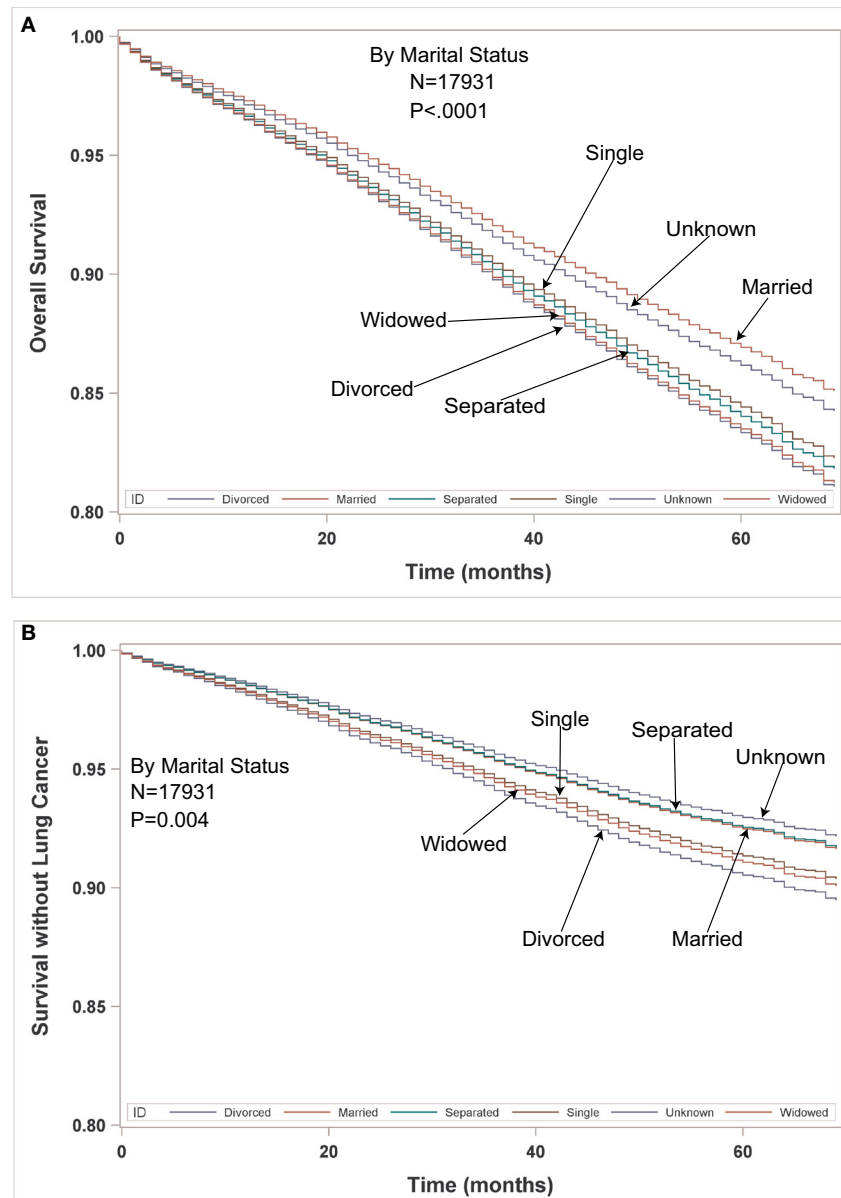 A
By Marital Status
N=17931
P<.0001
Overall Survival
1.00
0.95
0.90
0.85
0.80
Single
Unknown
Married
Widowed
Divorced
Separated
ID Divorced Married Separated Single Unknown Widowed
0 20 40 60
Time (months)
B
By Marital Status
N=17931
P=0.004
Survival without Lung Cancer
1.00
0.95
0.90
0.85
0.80
Single
Separated
Unknown
Widowed
Divorced
Married
ID Divorced Married Separated Single Unknown Widowed
0 20 40 60
Time (months)